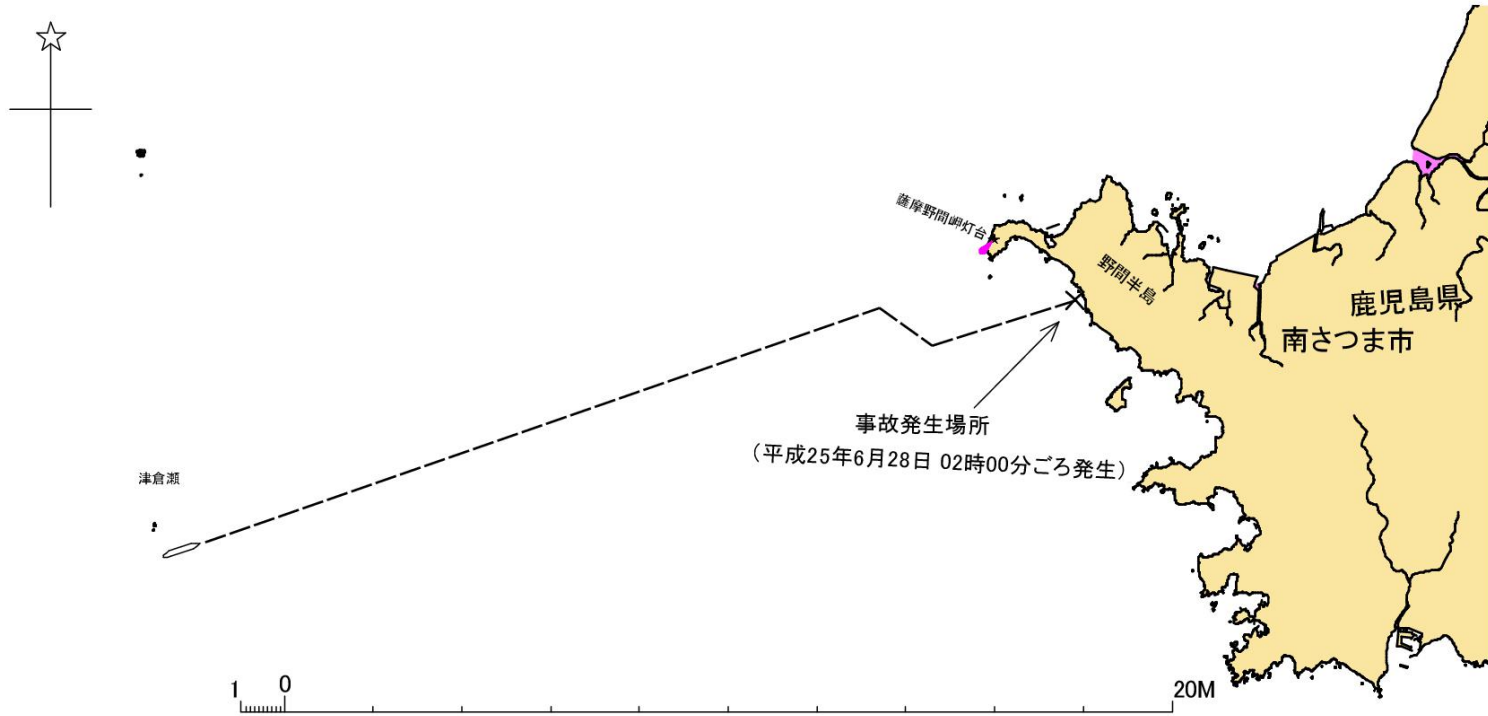 薩摩野間岬灯台
野間半島
鹿児島県
南さつま市
事故発生場所
（平成25年6月28日 02時00分ごろ発生）
津倉瀬
1 0 20M